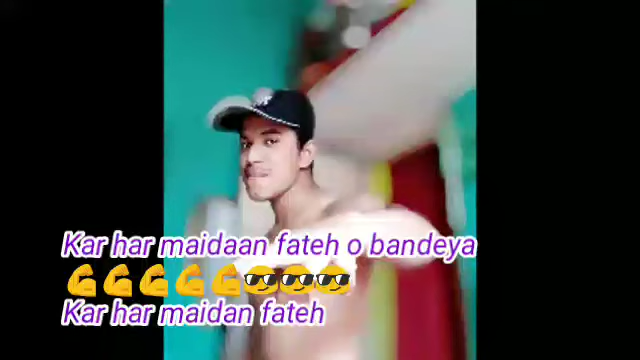 Kar har maidaan fateh o bandeya
💪💪💪💪💪😎😎😎
Kar har maidan fateh